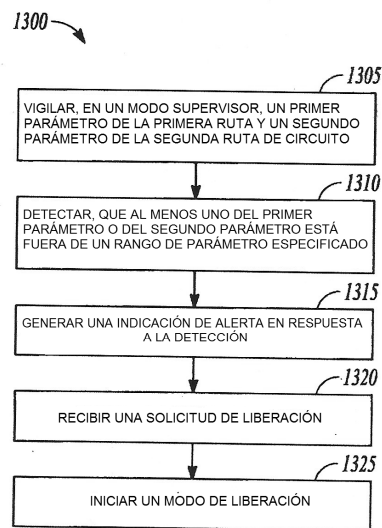 1300
1305
VIGILAR, EN UN MODO SUPERVISOR, UN PRIMER
PARÁMETRO DE LA PRIMERA RUTA Y UN SEGUNDO
PARÁMETRO DE LA SEGUNDA RUTA DE CIRCUITO
1310
DETECTAR, QUE AL MENOS UNO DEL PRIMER
PARÁMETRO O DEL SEGUNDO PARÁMETRO ESTÁ
FUERA DE UN RANGO DE PARÁMETRO ESPECIFICADO
1315
GENERAR UNA INDICACIÓN DE ALERTA EN RESPUESTA
A LA DETECCIÓN
1320
RECIBIR UNA SOLICITUD DE LIBERACIÓN
1325
INICIAR UN MODO DE LIBERACIÓN